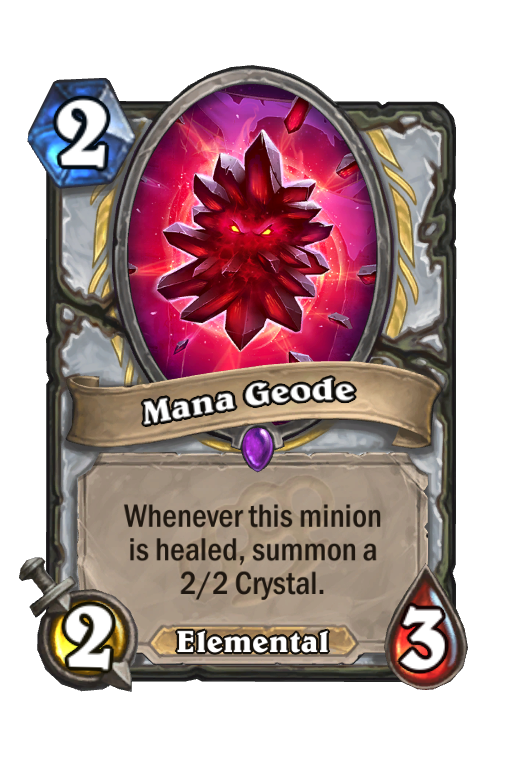 2
Mana Geode
Whenever this minion
is healed, summon a
2/2 Crystal.
2
Elemental
3